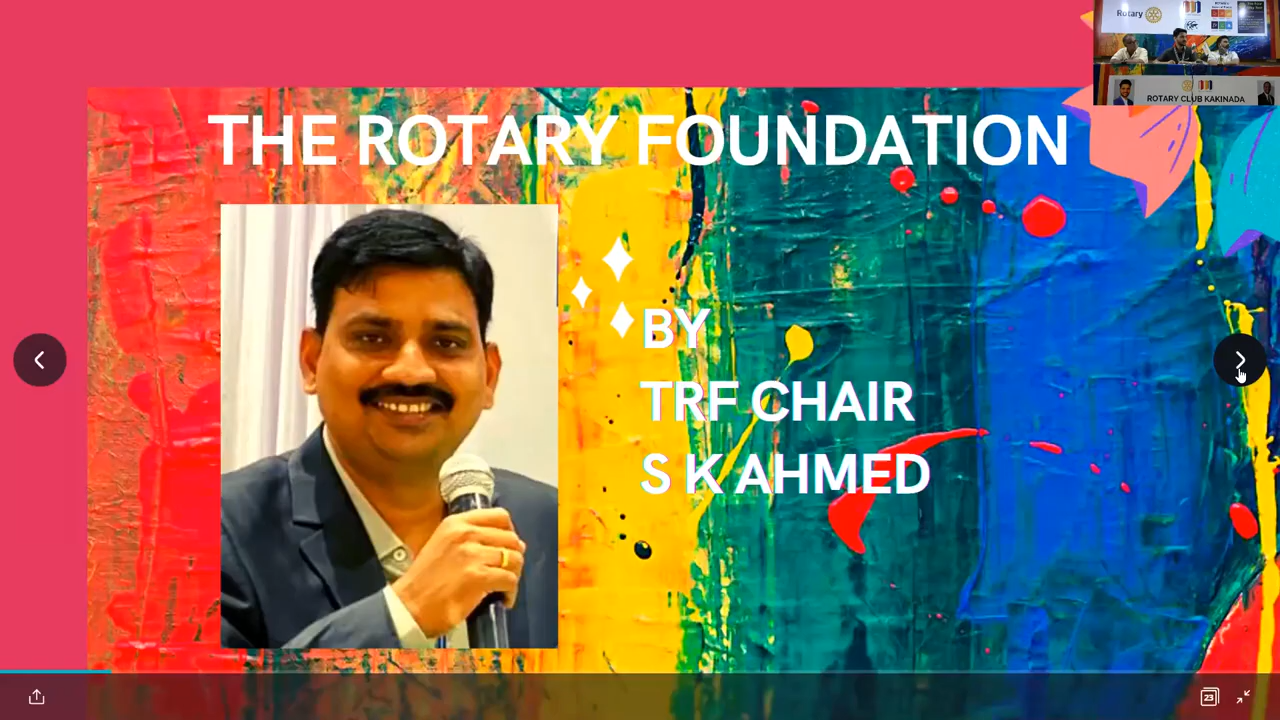 Rotary
ROTARY CLUB KAKINADA
THE ROTARY FOUNDATION
BY
TRF CHAIR
S K AHMED
23